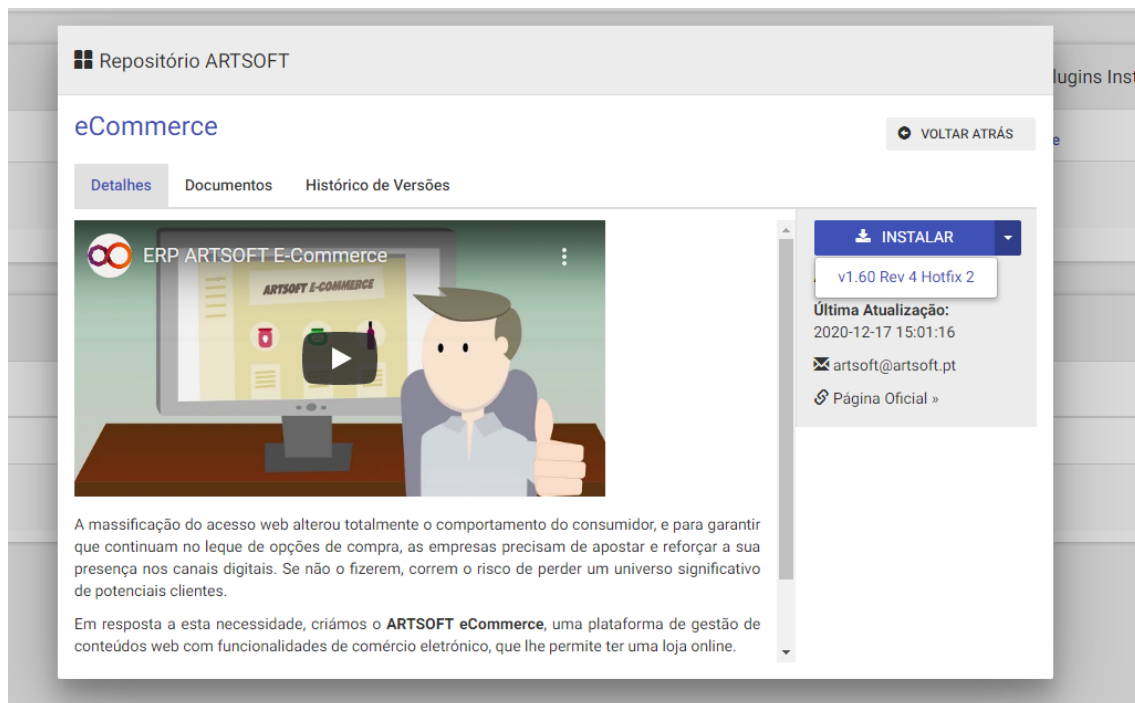 Repositório ARTSOFT
lugins Inst
eCommerce
VOLTAR ATRÁS
e
Detalhes Documentos Histórico de Versões
ERP ARTSOFT E-Commerce
ARTSOFT E-COMMERCE
INSTALAR
v1.60 Rev 4 Hotfix 2
Última Atualização:
2020-12-17 15:01:16
artsoft@artsoft.pt
Página Oficial »
A massificação do acesso web alterou totalmente o comportamento do consumidor, e para garantir
que continuam no leque de opções de compra, as empresas precisam de apostar e reforçar a sua
presença nos canais digitais. Se não o fizerem, correm o risco de perder um universo significativo
de potenciais clientes.
Em resposta a esta necessidade, criámos o ARTSOFT eCommerce, uma plataforma de gestão de
conteúdos web com funcionalidades de comércio eletrónico, que lhe permite ter uma loja online.